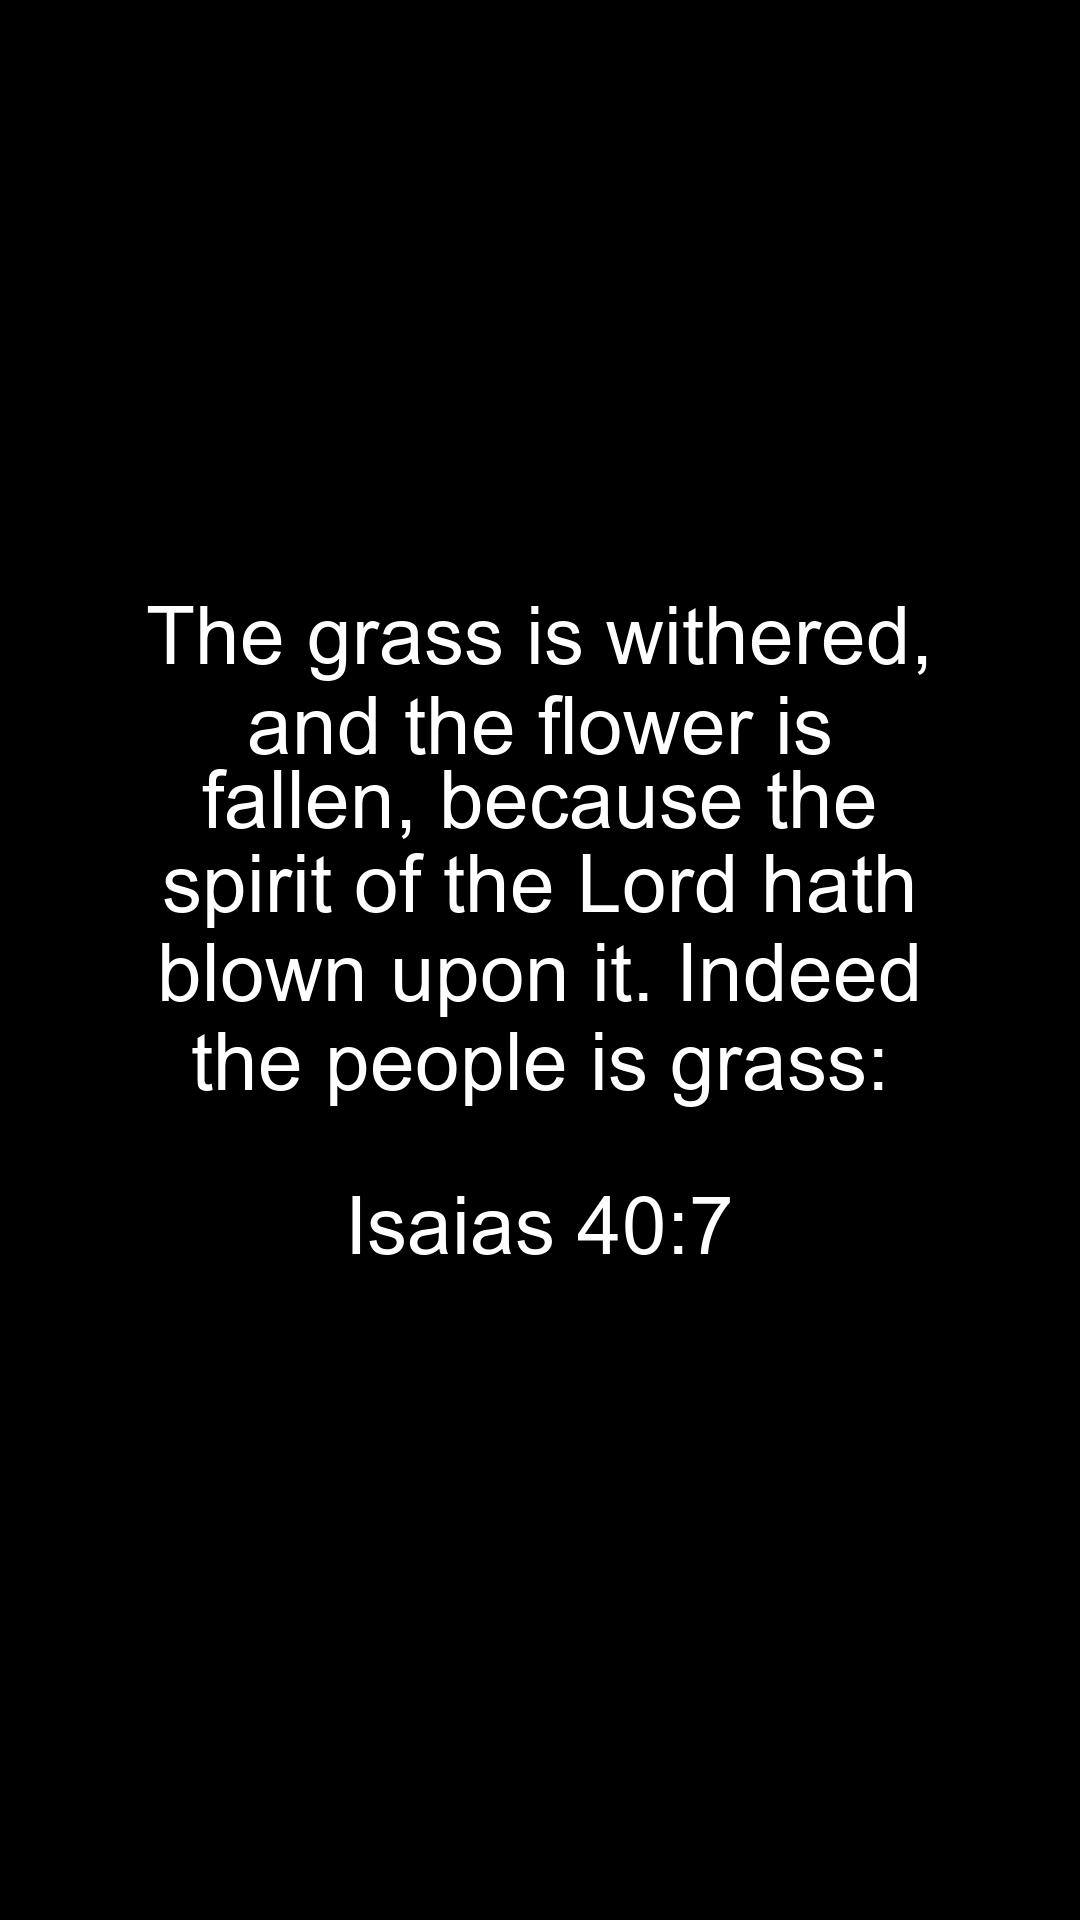 The grass is withered,
and the flower is
fallen, because the
spirit of the Lord hath
blown upon it. Indeed
the people is grass:
Isaias 40:7